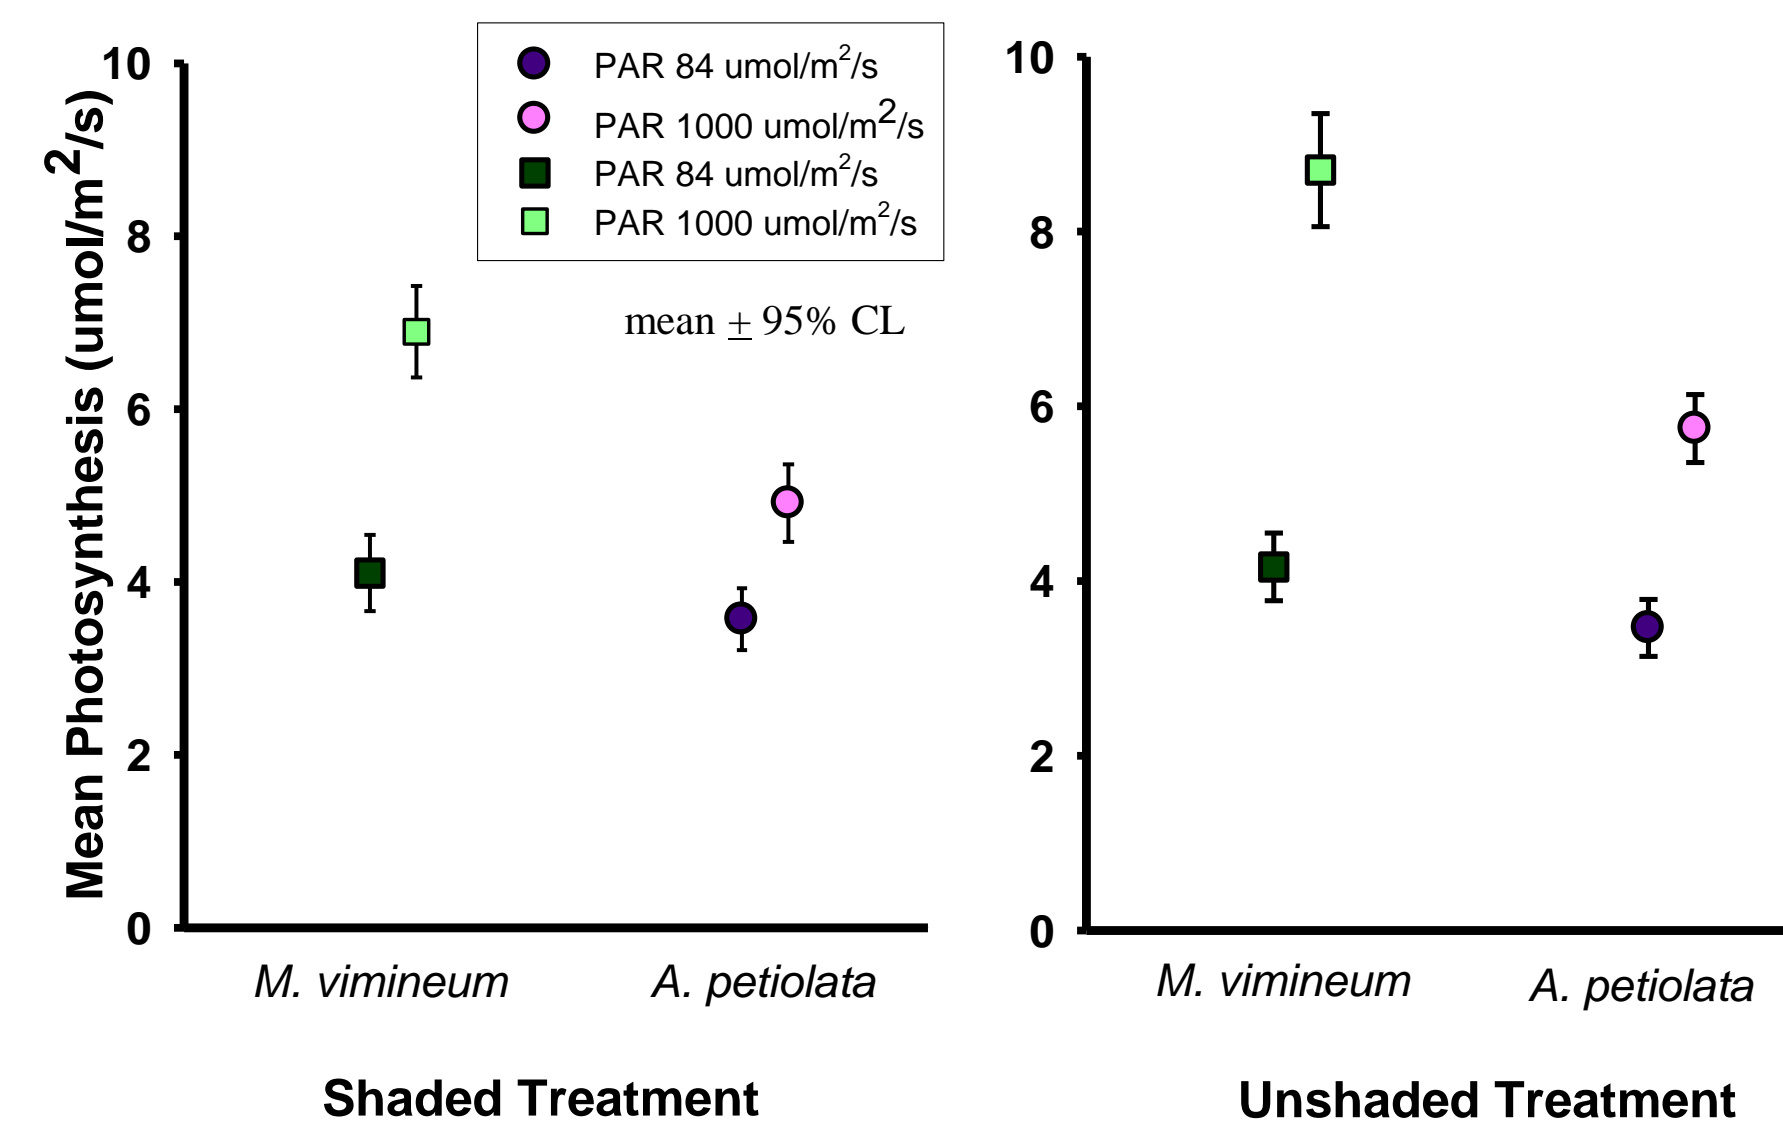 Mean Photosynthesis (umol/m²/s)
10
8
6
4
2
0
PAR 84 umol/m²/s
PAR 1000 umol/m²/s
PAR 84 umol/m²/s
PAR 1000 umol/m²/s
mean ± 95% CL
M. vimineum
A. petiolata
Shaded Treatment
10
8
6
4
2
0
M. vimineum
A. petiolata
Unshaded Treatment